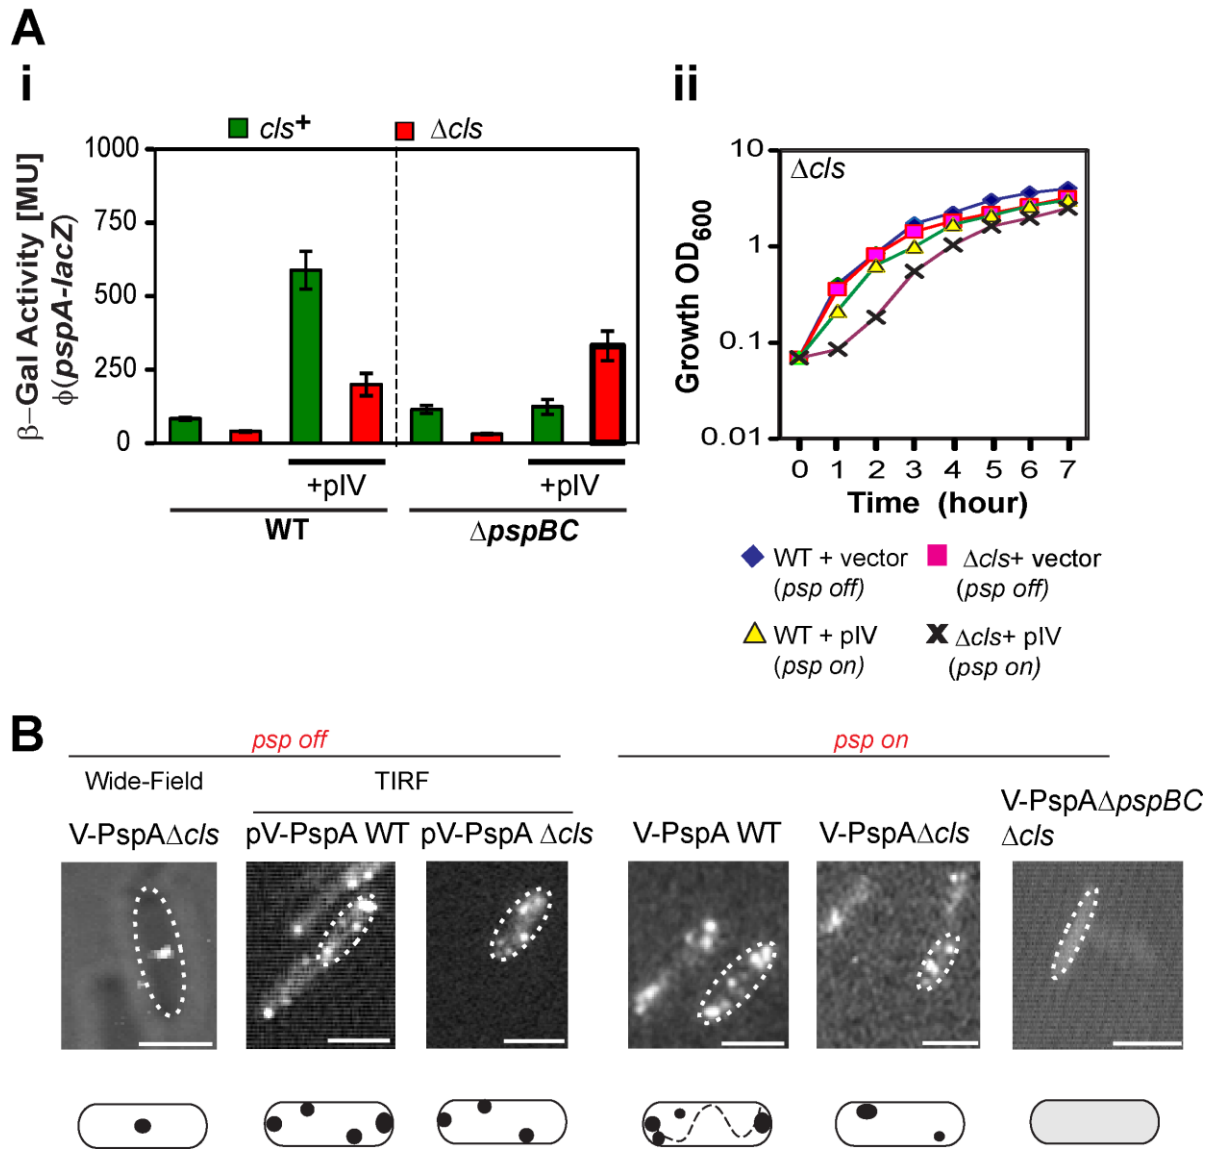 A
i
cls+ Δcls
β–Gal Activity [MU]
ϕ(pspA-lacZ)
1000
750
500
250
0
+pIV +pIV
WT ΔpspBC
ii
Δcls
Growth OD600
10
1
0.1
0.01
0 1 2 3 4 5 6 7
Time (hour)
WT + vector
(psp off)
Δcls+ vector
(psp off)
WT + pIV
(psp on)
Δcls+ pIV
(psp on)
B
psp off
psp on
Wide-Field
TIRF
V-PspAΔcls
pV-PspA WT
pV-PspA Δcls
V-PspA WT
V-PspAΔcls
V-PspAΔpspBC
Δcls